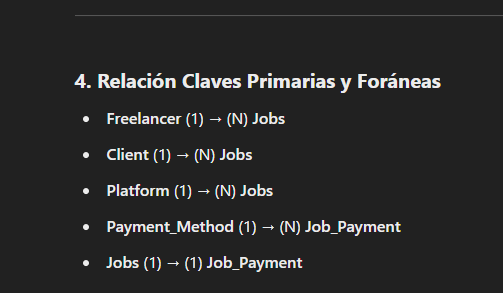 4. Relación Claves Primarias y Foráneas
• Freelancer (1) → (N) Jobs
• Client (1) → (N) Jobs
• Platform (1) → (N) Jobs
• Payment_Method (1) → (N) Job_Payment
• Jobs (1) → (1) Job_Payment